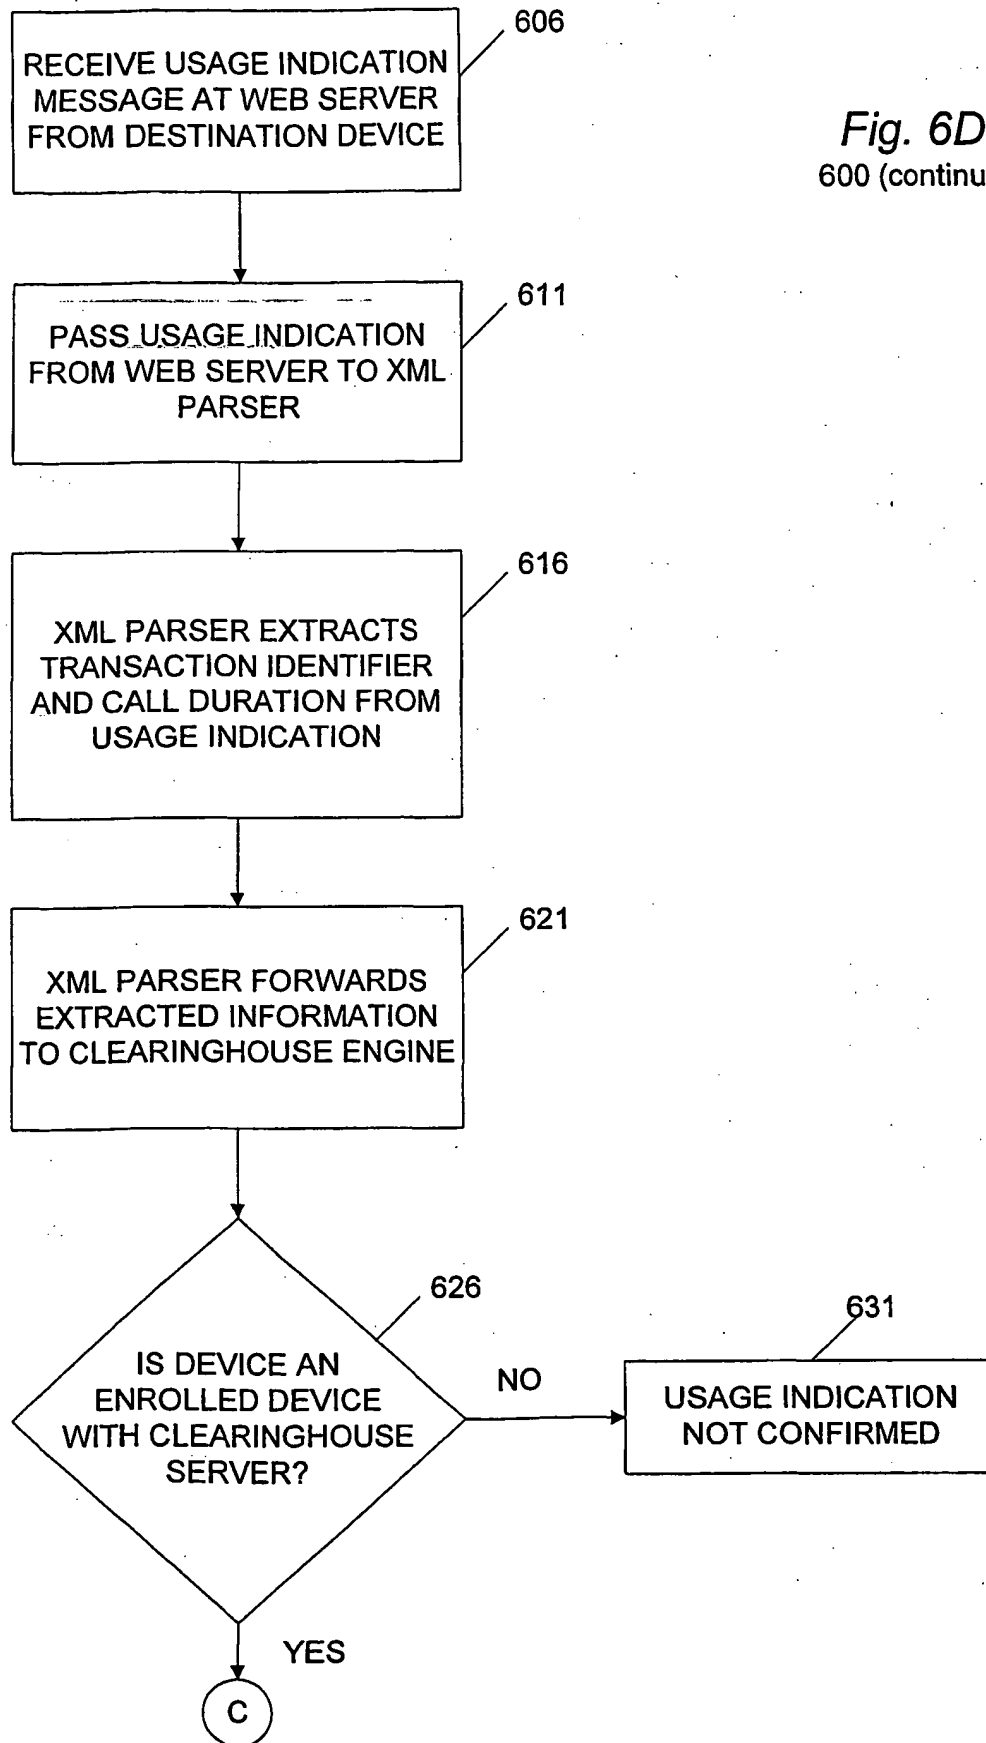 606
RECEIVE USAGE INDICATION
MESSAGE AT WEB SERVER
FROM DESTINATION DEVICE
Fig. 6D
600 (continu
611
PASS USAGE INDICATION
FROM WEB SERVER TO XML
PARSER
616
XML PARSER EXTRACTS
TRANSACTION IDENTIFIER
AND CALL DURATION FROM
USAGE INDICATION
621
XML PARSER FORWARDS
EXTRACTED INFORMATION
TO CLEARINGHOUSE ENGINE
626
IS DEVICE AN
ENROLLED DEVICE
WITH CLEARINGHOUSE
SERVER?
NO
631
USAGE INDICATION
NOT CONFIRMED
YES
C